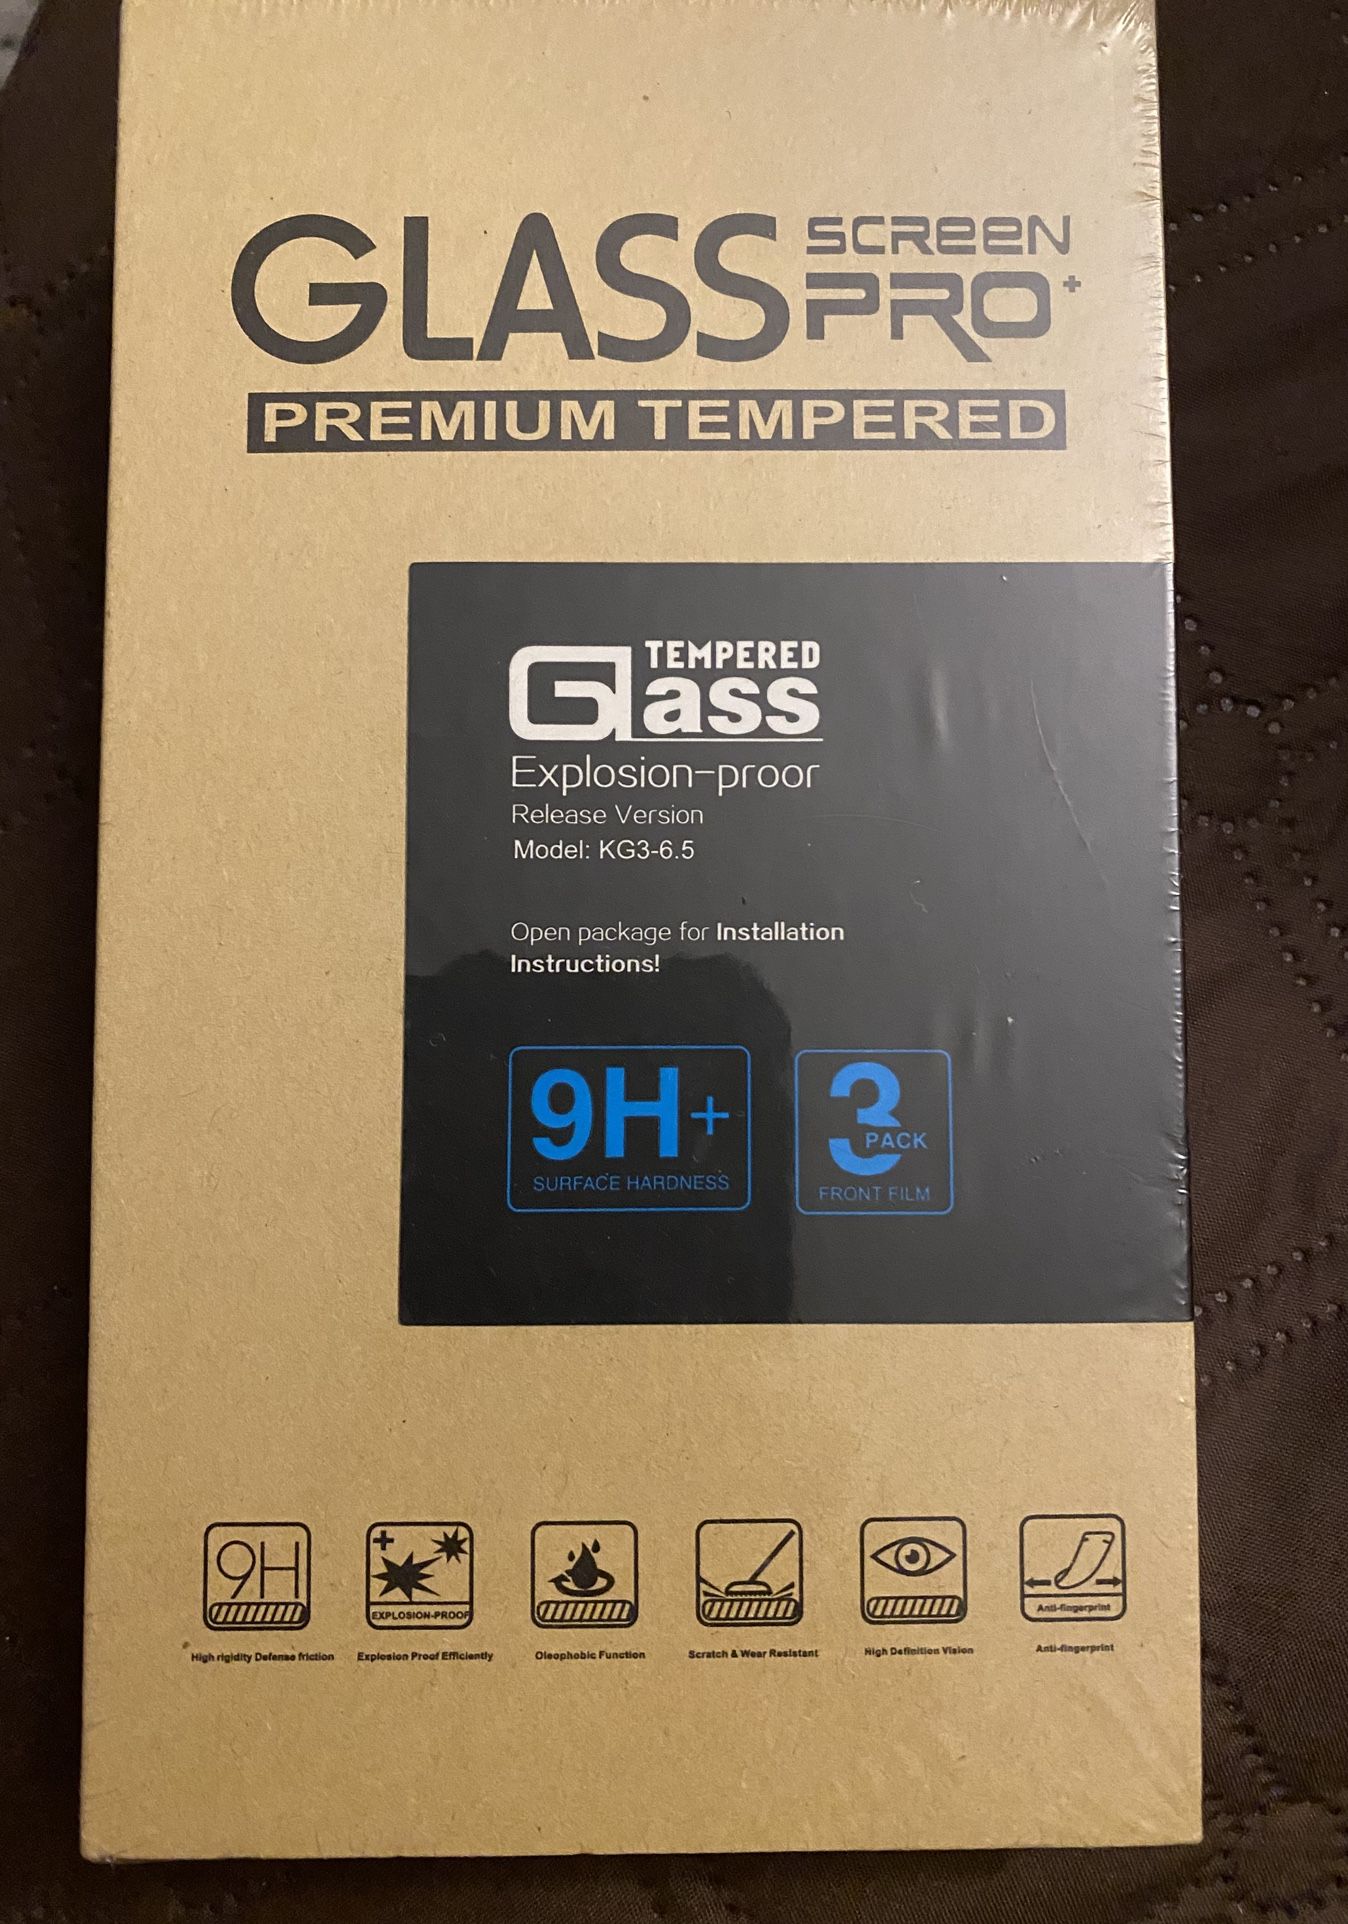 GLASS SCREEN PRO+
PREMIUM TEMPERED
TEMPERED
Glass
Explosion-proor
Release Version
Model: KG3-6.5
Open package for Installation
Instructions!
9H+
SURFACE HARDNESS
3
PACK
FRONT FILM
9H
High rigidity Defense friction
+
EXPLOSION-PROOF
Explosion Proof Efficiently
Oleophobic Function
Scratch & Wear Resistant
High Definition Vision
Anti-fingerprint
Anti-fingerprint